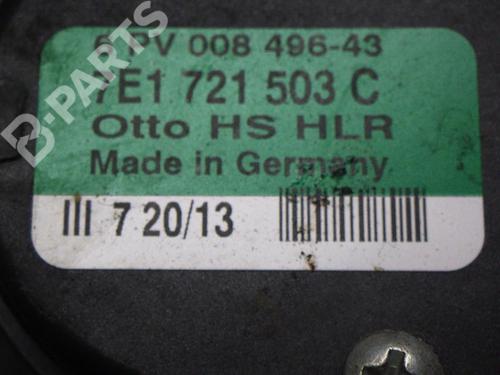 008 496-43
7E1 721 503 C
Otto HS HLR
Made in Germany
III 7 20/13
B-PARTS